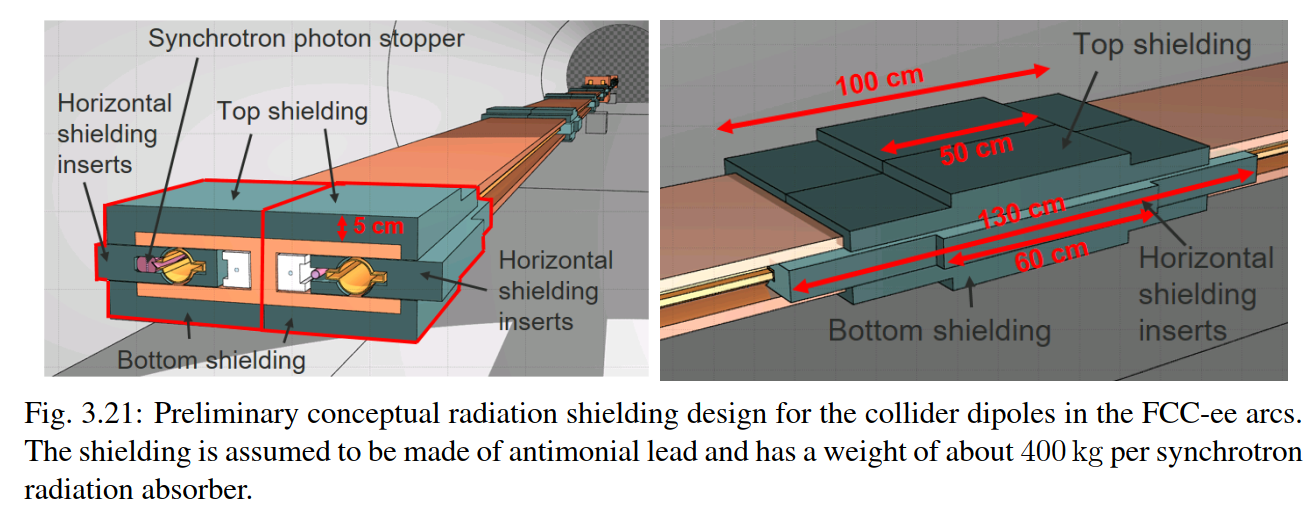 Synchrotron photon stopper
Horizontal
shielding
inserts
Top shielding
5 cm
Horizontal
shielding
inserts
Bottom shielding
Top shielding
100 cm
50 cm
130 cm
60 cm
Horizontal
shielding
inserts
Bottom shielding
Fig. 3.21: Preliminary conceptual radiation shielding design for the collider dipoles in the FCC-ee arcs.
The shielding is assumed to be made of antimonial lead and has a weight of about 400 kg per synchrotron
radiation absorber.